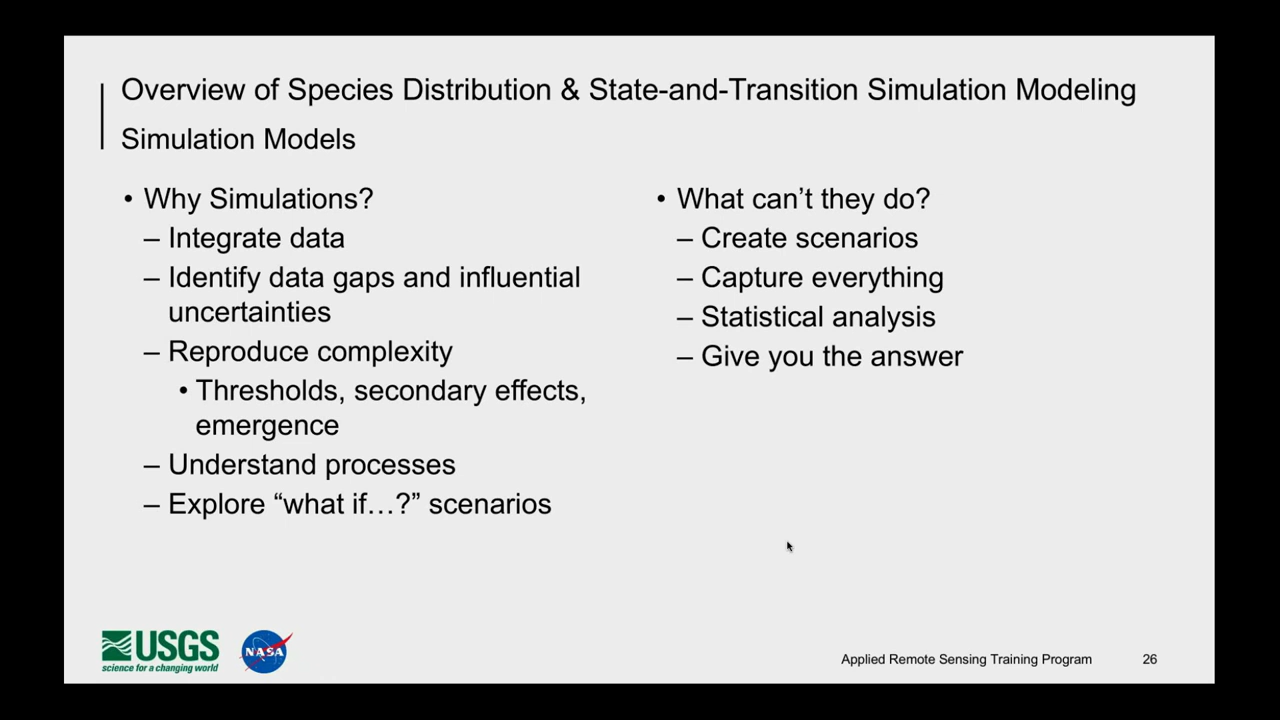 Overview of Species Distribution & State-and-Transition Simulation Modeling
Simulation Models
• Why Simulations?
– Integrate data
– Identify data gaps and influential
uncertainties
– Reproduce complexity
• Thresholds, secondary effects,
emergence
– Understand processes
– Explore “what if…?” scenarios
• What can’t they do?
– Create scenarios
– Capture everything
– Statistical analysis
– Give you the answer
USGS
science for a changing world
NASA
Applied Remote Sensing Training Program
26